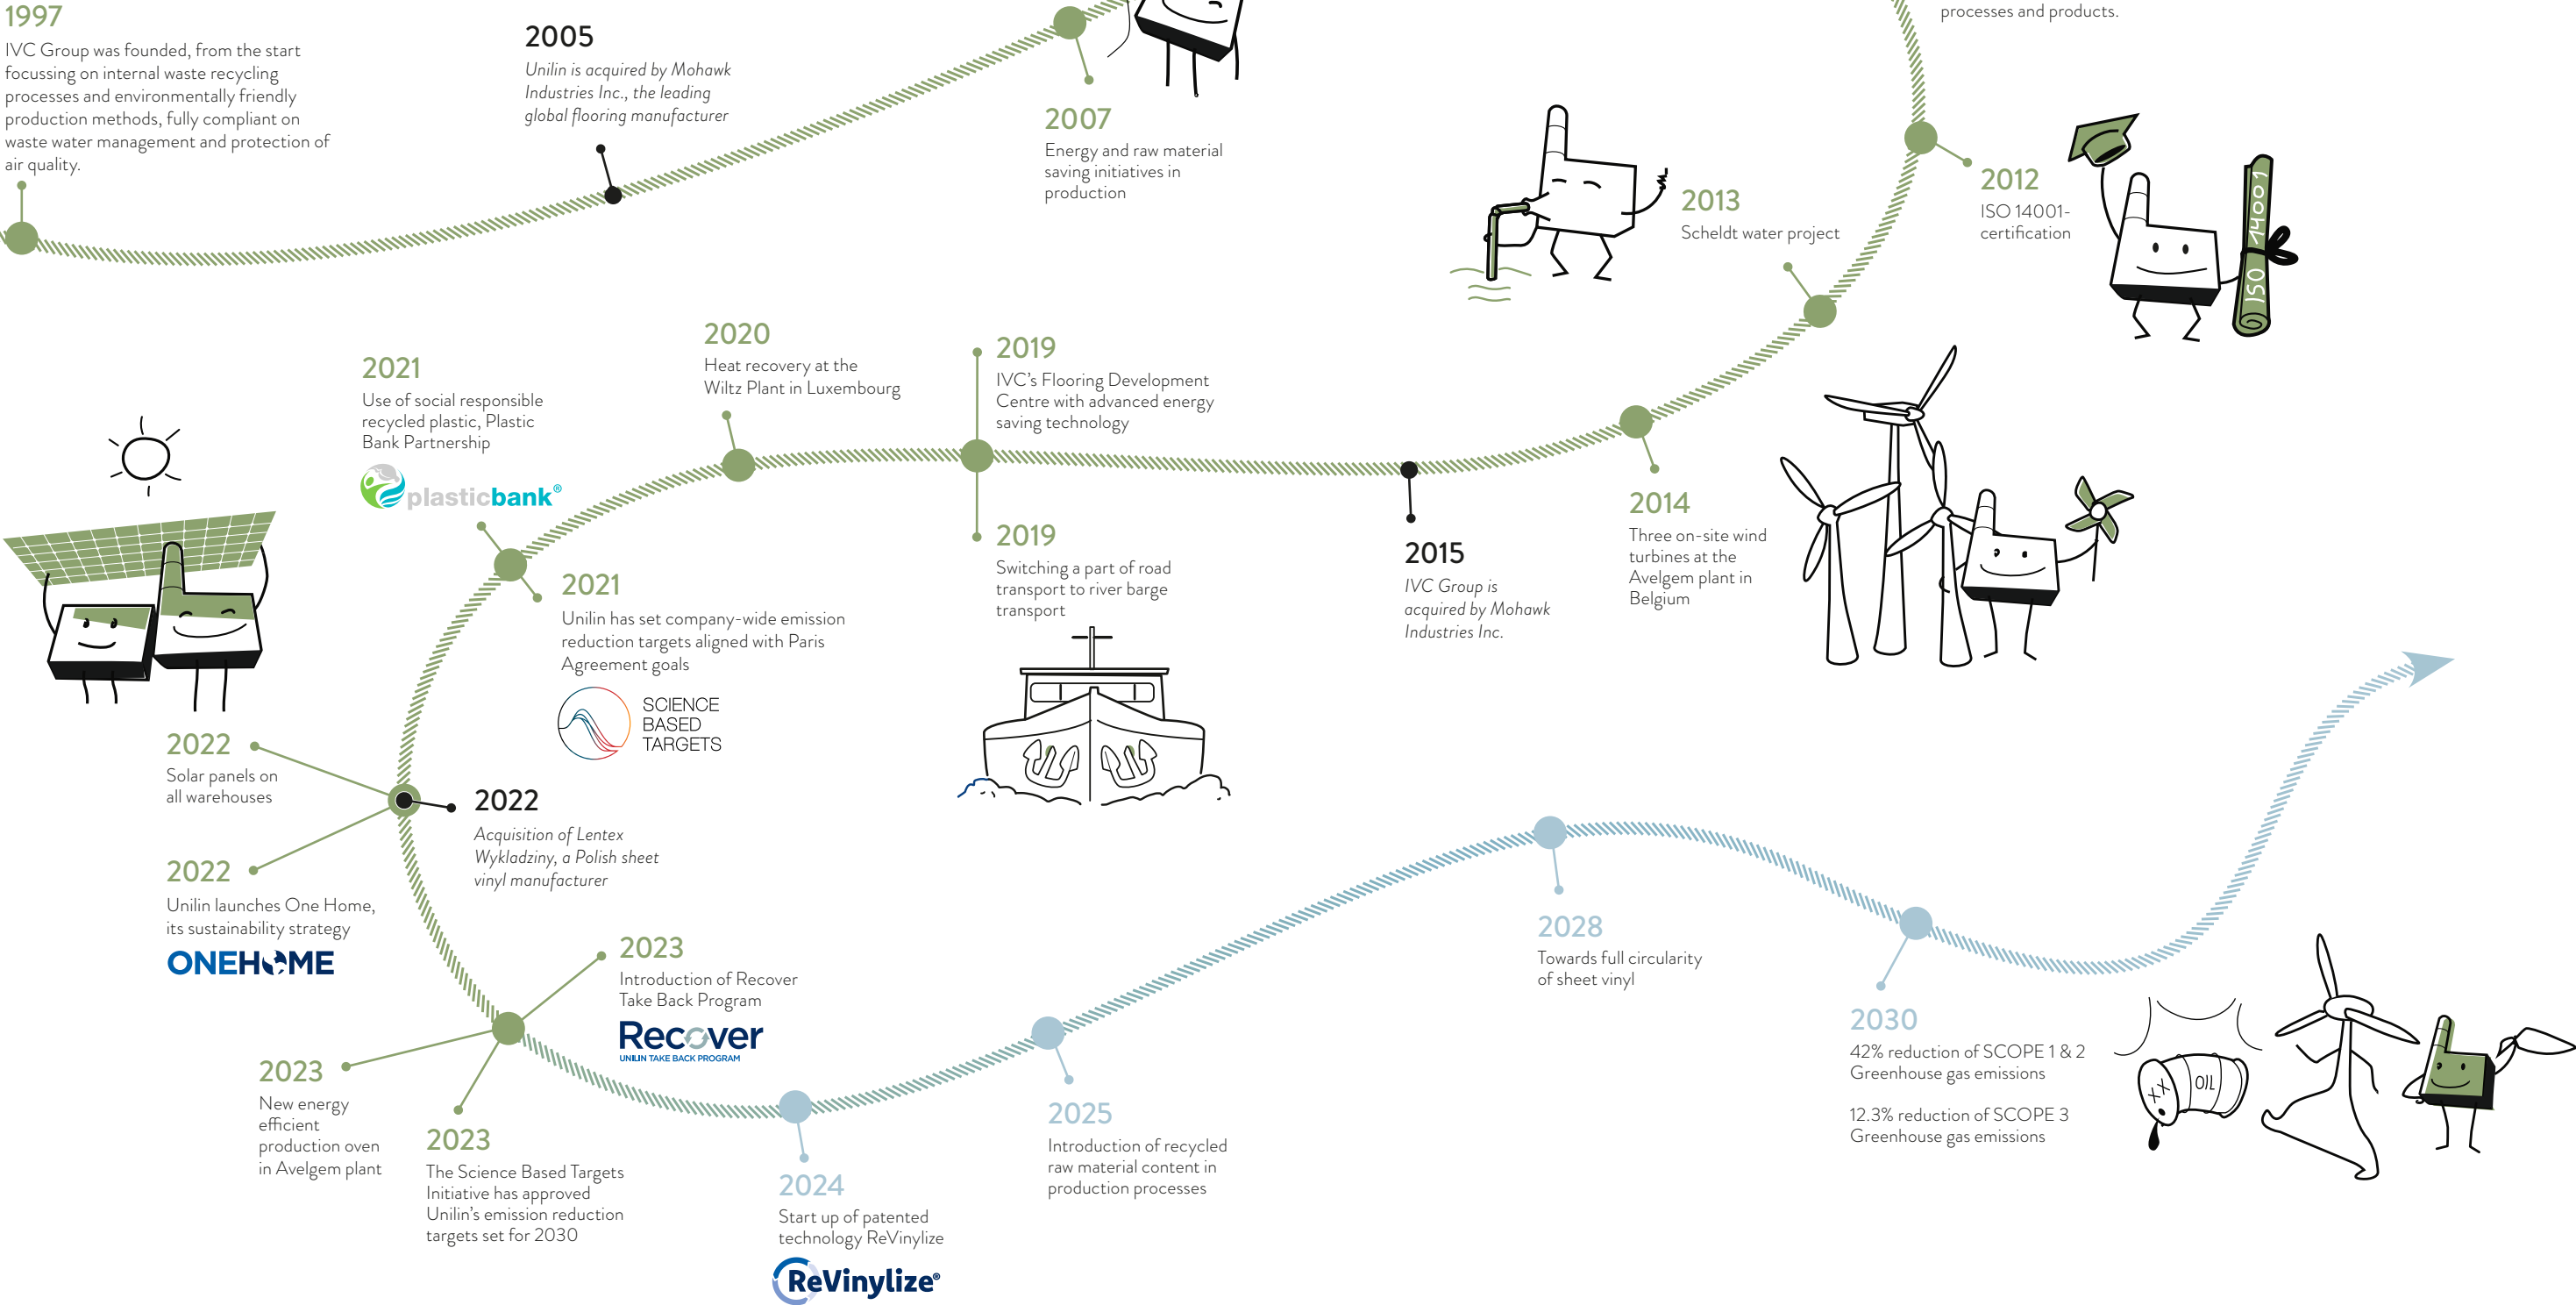 1997
IVC Group was founded, from the start
focussing on internal waste recycling
processes and environmentally friendly
production methods, fully compliant on
waste water management and protection of
air quality.
2005
Unilin is acquired by Mohawk
Industries Inc., the leading
global flooring manufacturer
2007
Energy and raw material
saving initiatives in
production
processes and products.
2012
ISO 14001-
certification
ISO 14001
2013
Scheldt water project
2014
Three on-site wind
turbines at the
Avelgem plant in
Belgium
2015
IVC Group is
acquired by Mohawk
Industries Inc.
2019
IVC's Flooring Development
Centre with advanced energy
saving technology
2019
Switching a part of road
transport to river barge
transport
2020
Heat recovery at the
Wiltz Plant in Luxembourg
2021
Use of social responsible
recycled plastic, Plastic
Bank Partnership
plasticbank®
2021
Unilin has set company-wide emission
reduction targets aligned with Paris
Agreement goals
SCIENCE
BASED
TARGETS
2022
Solar panels on
all warehouses
2022
Acquisition of Lentex
Wykladziny, a Polish sheet
vinyl manufacturer
2022
Unilin launches One Home,
its sustainability strategy
ONEHOME
2023
Introduction of Recover
Take Back Program
Recover
UNILIN TAKE BACK PROGRAM
2023
New energy
efficient
production oven
in Avelgem plant
2023
The Science Based Targets
Initiative has approved
Unilin's emission reduction
targets set for 2030
2024
Start up of patented
technology ReVinylize
ReVinylize®
2025
Introduction of recycled
raw material content in
production processes
2028
Towards full circularity
of sheet vinyl
2030
42% reduction of SCOPE 1 & 2
Greenhouse gas emissions
12.3% reduction of SCOPE 3
Greenhouse gas emissions
XX
OIL